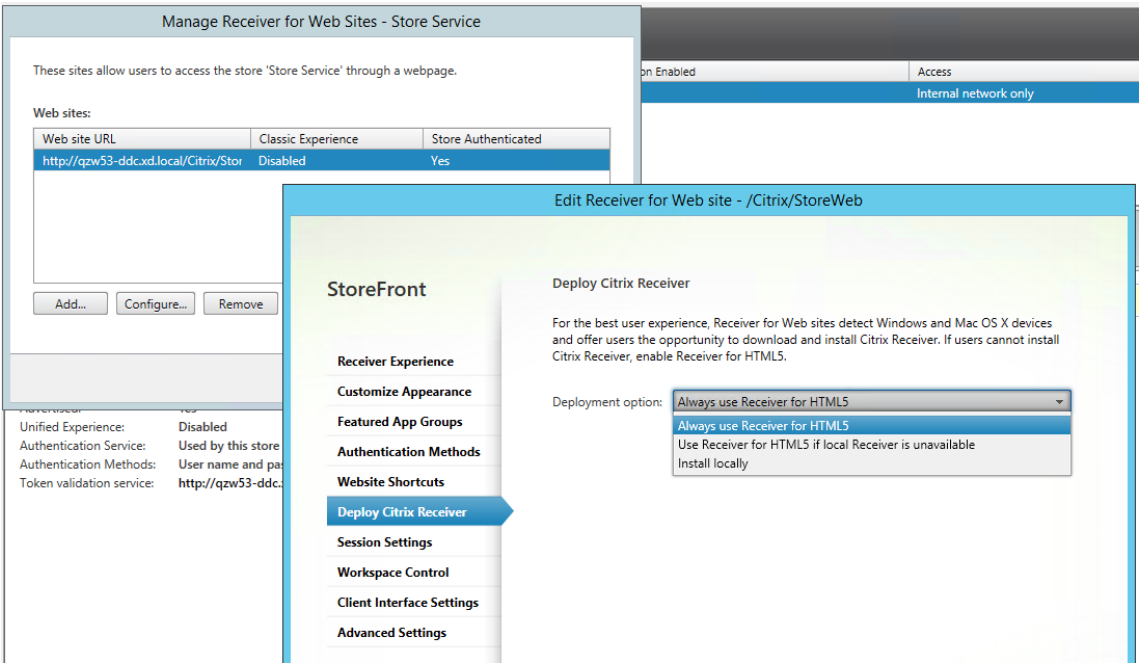 Manage Receiver for Web Sites - Store Service
These sites allow users to access the store 'Store Service' through a webpage.
Web sites:
Web site URL Classic Experience Store Authenticated
http://qzw53-ddc.xd.local/Citrix/Stor Disabled Yes
Add... Configure... Remove
on Enabled Access
Internal network only
Unified Experience: Disabled
Authentication Service: Used by this store
Authentication Methods: User name and pas
Token validation service: http://qzw53-ddc.
Edit Receiver for Web site - /Citrix/StoreWeb
StoreFront
Receiver Experience
Customize Appearance
Featured App Groups
Authentication Methods
Website Shortcuts
Deploy Citrix Receiver
Session Settings
Workspace Control
Client Interface Settings
Advanced Settings
Deploy Citrix Receiver
For the best user experience, Receiver for Web sites detect Windows and Mac OS X devices
and offer users the opportunity to download and install Citrix Receiver. If users cannot install
Citrix Receiver, enable Receiver for HTML5.
Deployment option: Always use Receiver for HTML5
Always use Receiver for HTML5
Use Receiver for HTML5 if local Receiver is unavailable
Install locally